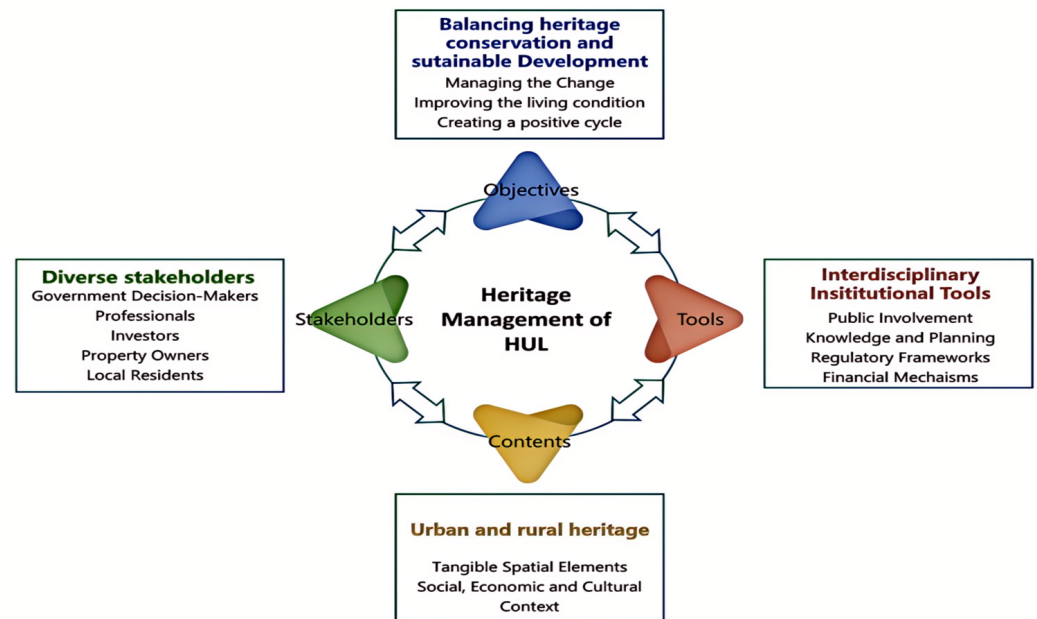 Balancing heritage
conservation and
sutainable Development
Managing the Change
Improving the living condition
Creating a positive cycle
Objectives
Diverse stakeholders
Government Decision-Makers
Professionals
Investors
Property Owners
Local Residents
Stakeholders
Heritage
Management of
HUL
Tools
Interdisciplinary
Insititutional Tools
Public Involvement
Knowledge and Planning
Regulatory Frameworks
Financial Mechaisms
Contents
Urban and rural heritage
Tangible Spatial Elements
Social, Economic and Cultural
Context